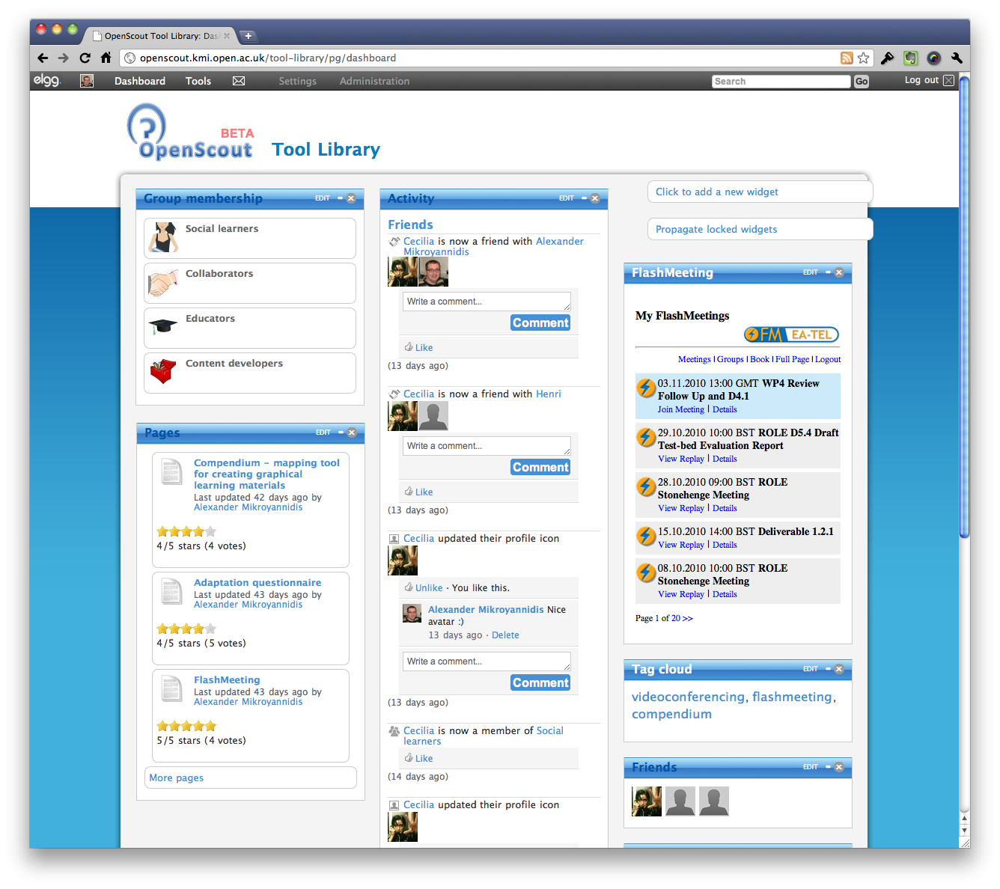 OpenScout Tool Library: Das
openscout.kmi.open.ac.uk/tool-library/pg/dashboard
elgg.
Dashboard
Tools
Settings
Administration
Search
Go
Log out
OpenScout
BETA
Tool Library
Group membership
EDIT
Social learners
Collaborators
Educators
Content developers
Pages
EDIT
Compendium – mapping tool
for creating graphical
learning materials
Last updated 42 days ago by
Alexander Mikroyannidis
4/5 stars (4 votes)
Adaptation questionnaire
Last updated 43 days ago by
Alexander Mikroyannidis
4/5 stars (5 votes)
FlashMeeting
Last updated 43 days ago by
Alexander Mikroyannidis
5/5 stars (4 votes)
More pages
Activity
EDIT
Friends
Cecilia is now a friend with Alexander
Mikroyannidis
Write a comment...
Comment
Like
(13 days ago)
Cecilia is now a friend with Henri
Write a comment...
Comment
Like
(13 days ago)
Cecilia updated their profile icon
Unlike · You like this.
Alexander Mikroyannidis Nice
avatar :)
13 days ago · Delete
Write a comment...
Comment
(13 days ago)
Cecilia is now a member of Social
learners
Like
(14 days ago)
Cecilia updated their profile icon
Click to add a new widget
Propagate locked widgets
FlashMeeting
EDIT
My FlashMeetings
FM EA-TEL
Meetings | Groups | Book | Full Page | Logout
03.11.2010 13:00 GMT WP4 Review
Follow Up and D4.1
Join Meeting | Details
29.10.2010 10:00 BST ROLE D5.4 Draft
Test-bed Evaluation Report
View Replay | Details
28.10.2010 09:00 BST ROLE
Stonehenge Meeting
View Replay | Details
15.10.2010 14:00 BST Deliverable 1.2.1
View Replay | Details
08.10.2010 10:00 BST ROLE
Stonehenge Meeting
View Replay | Details
Page 1 of 20 >>
Tag cloud
EDIT
videoconferencing, flashmeeting,
compendium
Friends
EDIT